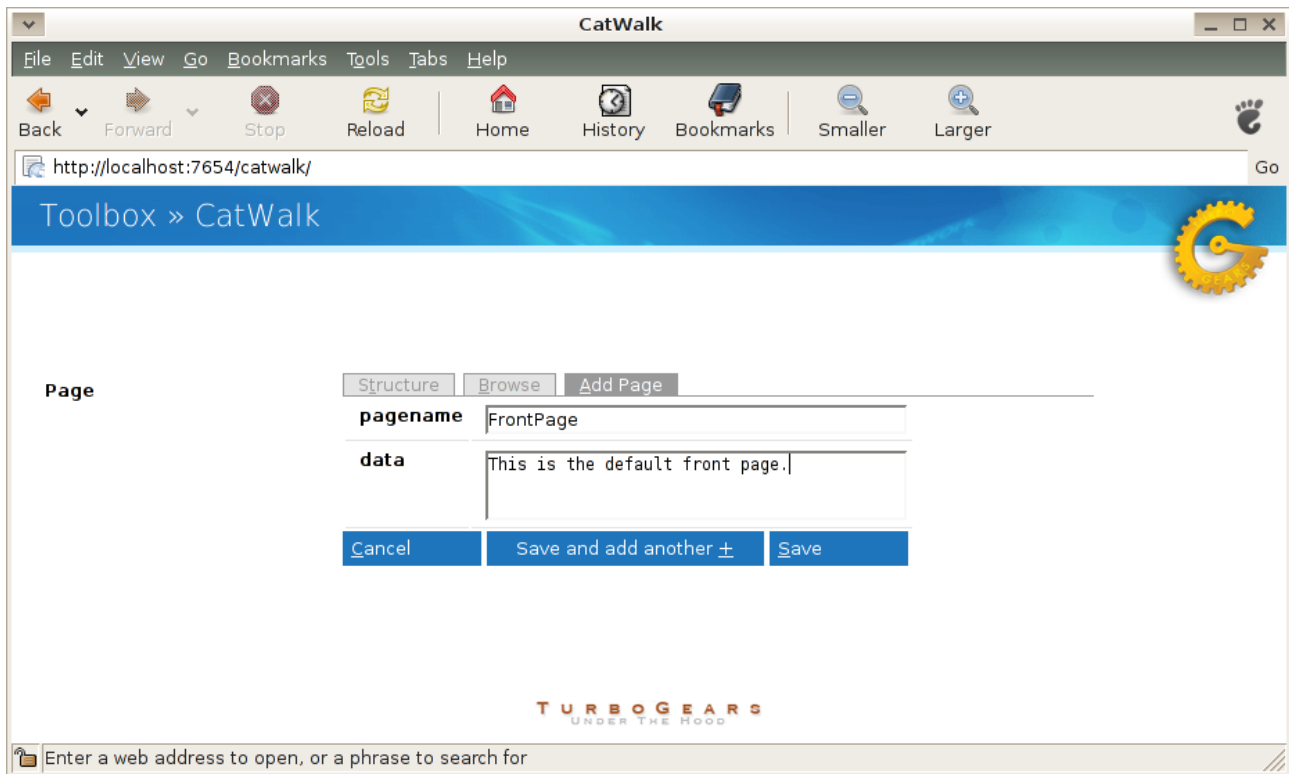 CatWalk
File Edit View Go Bookmarks Tools Tabs Help
Back Forward Stop Reload Home History Bookmarks Smaller Larger
http://localhost:7654/catwalk/ Go
Toolbox » CatWalk
GEARS
Page
Structure Browse Add Page
pagename FrontPage
data This is the default front page.
Cancel Save and add another + Save
TURBOGEARS
UNDER THE HOOD
Enter a web address to open, or a phrase to search for